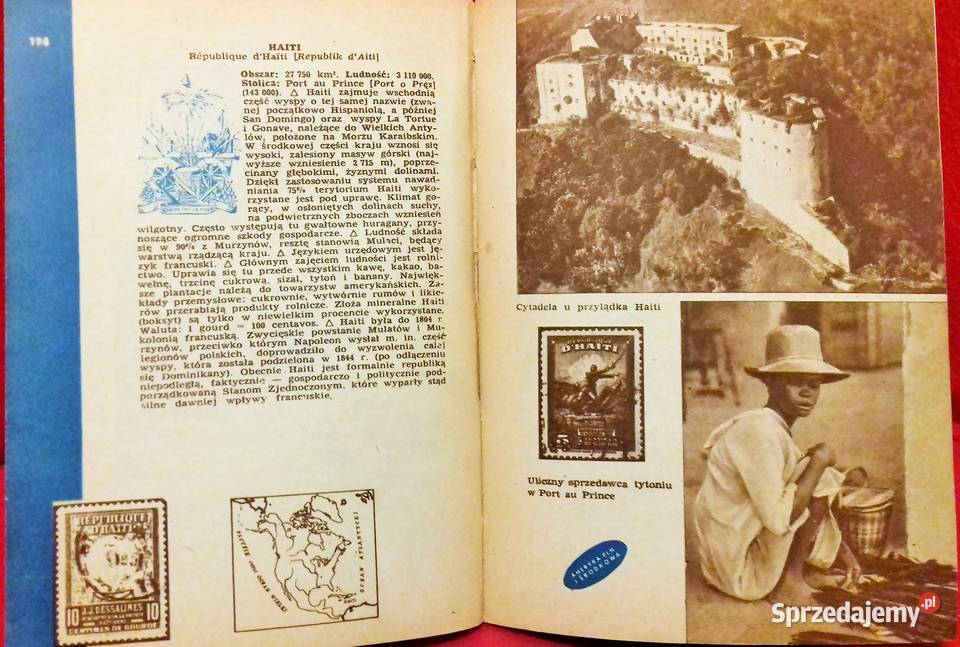 196
HAITI
République d'Haïti [Republik d'Aiti]
Obszar: 27 750 km². Ludność: 3 110 000.
Stolica: Port au Prince [Port o Pręs]
(143 000). △ Haiti zajmuje wschodnią
część wyspy o tej samej nazwie (zwa-
nej początkowo Hispaniolą, a później
San Domingo) oraz wyspy La Tortue
i Gonave, należące do Wielkich Anty-
lów, położone na Morzu Karaibskim.
W środkowej części kraju wznosi się
wysoki, zalesiony masyw górski (naj-
wyższe wzniesienie 2 715 m), poprze-
cinany głębokimi, żyznymi dolinami.
Dzięki zastosowaniu systemu nawad-
niania 75% terytorium Haiti wyko-
rzystane jest pod uprawę. Klimat go-
rący, w osłoniętych dolinach suchy,
na podwietrznych zboczach wzniesień
wilgotny. Często występują tu gwałtowne huragany, przy-
noszące ogromne szkody gospodarcze. △ Ludność składa
się w 90% z Murzynów, resztę stanowią Mulaci, będący
warstwą rządzącą kraju. △ Językiem urzędowym jest ję-
zyk francuski. △ Głównym zajęciem ludności jest rolni-
ctwo. Uprawia się tu przede wszystkim kawę, kakao, ba-
wełnę, trzcinę cukrową, sizal, tytoń i banany. Najwięk-
sze plantacje należą do towarzystw amerykańskich. Za-
kłady przemysłowe: cukrownie, wytwórnie rumów i likie-
rów przerabiają produkty rolnicze. Złoża mineralne Haiti
(boksyt) są tylko w niewielkim procencie wykorzystane.
Waluta: 1 gourd = 100 centavos. △ Haiti była do 1804 r.
kolonią francuską. Zwycięskie powstanie Mulatów i Mu-
rzynów, przeciwko którym Napoleon wysłał m. in. część
legionów polskich, doprowadziło do wyzwolenia całej
wyspy, która została podzielona w 1844 r. (po odłączeniu
się Dominikany). Obecnie Haiti jest formalnie republiką
niepodległą, faktycznie — gospodarczo i politycznie pod-
porządkowaną Stanom Zjednoczonym, które wyparły stąd
silne dawniej wpływy francuskie.
REPUBLIQUE
D'HAITI
10
J.J. DESSALINES
10
CENTIMES DE GOURDE
OCEAN ATLANTYCKI
HAITI
Cytadela u przylądka Haiti
REPUBLIQUE
D'HAITI
5
Uliczny sprzedawca tytoniu
w Port au Prince
AMERYKA PŁN
I ŚRODKOWA
Sprzedajemy.pl